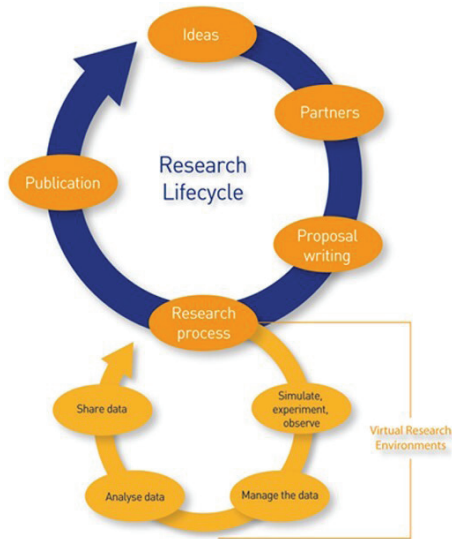 Ideas
Partners
Research
Lifecycle
Publication
Proposal
writing
Research
process
Simulate,
experiment,
observe
Share data
Virtual Research
Environments
Analyse data
Manage the data